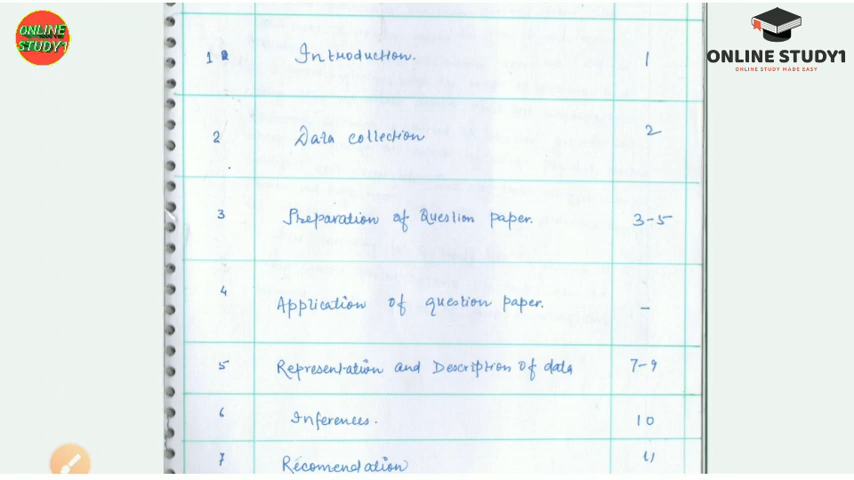 ONLINE
STUDY1
ONLINE STUDY1
ONLINE STUDY MADE EASY
1 Introduction. 1
2 Data collection 2
3 Preparation of Question paper. 3-5
4 Application of question paper. -
5 Representation and Description of data 7-9
6 Inferences. 10
7 Recomendation 11